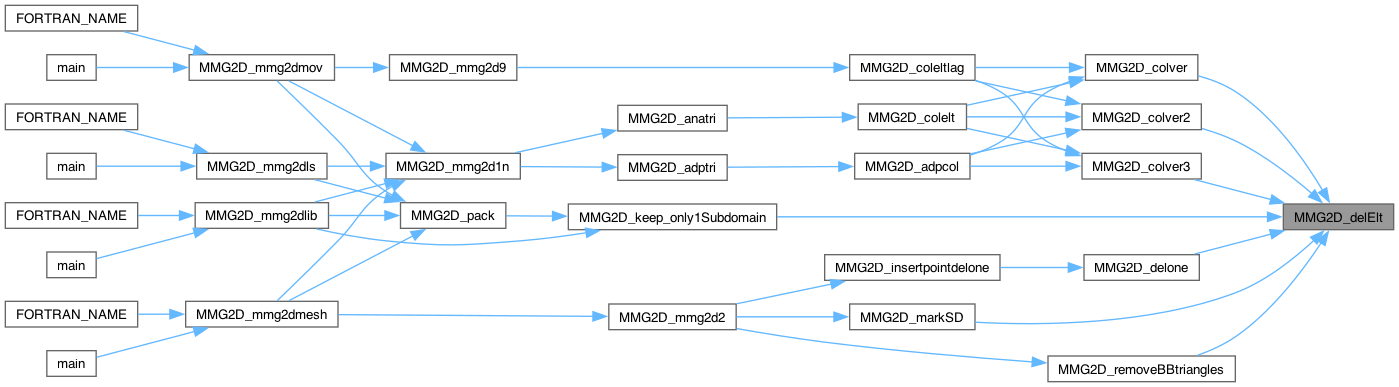 FORTRAN_NAME
main
MMG2D_mmg2dmov
MMG2D_mmg2d9
MMG2D_coleltlag
MMG2D_colver
FORTRAN_NAME
MMG2D_anatri
MMG2D_colelt
MMG2D_colver2
main
MMG2D_mmg2dls
MMG2D_mmg2d1n
MMG2D_adptri
MMG2D_adpcol
MMG2D_colver3
FORTRAN_NAME
MMG2D_mmg2dlib
MMG2D_pack
MMG2D_keep_only1Subdomain
MMG2D_delElt
main
MMG2D_insertpointdelone
MMG2D_delone
FORTRAN_NAME
MMG2D_mmg2dmesh
MMG2D_mmg2d2
MMG2D_markSD
main
MMG2D_removeBBtriangles